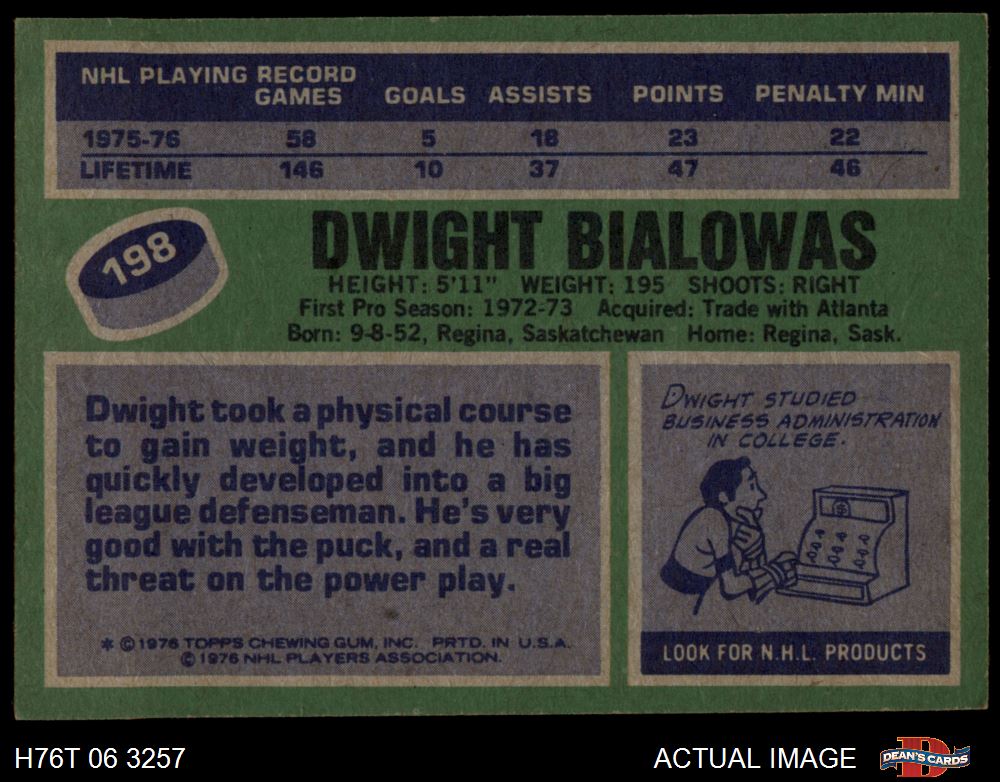 NHL PLAYING RECORD
GAMES GOALS ASSISTS POINTS PENALTY MIN
1975-76 58 5 18 23 22
LIFETIME 146 10 37 47 46
198
DWIGHT BIALOWAS
HEIGHT: 5'11" WEIGHT: 195 SHOOTS: RIGHT
First Pro Season: 1972-73 Acquired: Trade with Atlanta
Born: 9-8-52, Regina, Saskatchewan Home: Regina, Sask.
Dwight took a physical course
to gain weight, and he has
quickly developed into a big
league defenseman. He's very
good with the puck, and a real
threat on the power play.
* © 1976 TOPPS CHEWING GUM, INC. PRTD. IN U.S.A.
© 1976 NHL PLAYERS ASSOCIATION.
DWIGHT STUDIED
BUSINESS ADMINISTRATION
IN COLLEGE.
LOOK FOR N.H.L. PRODUCTS
H76T 06 3257
ACTUAL IMAGE
D
DEAN'S CARDS